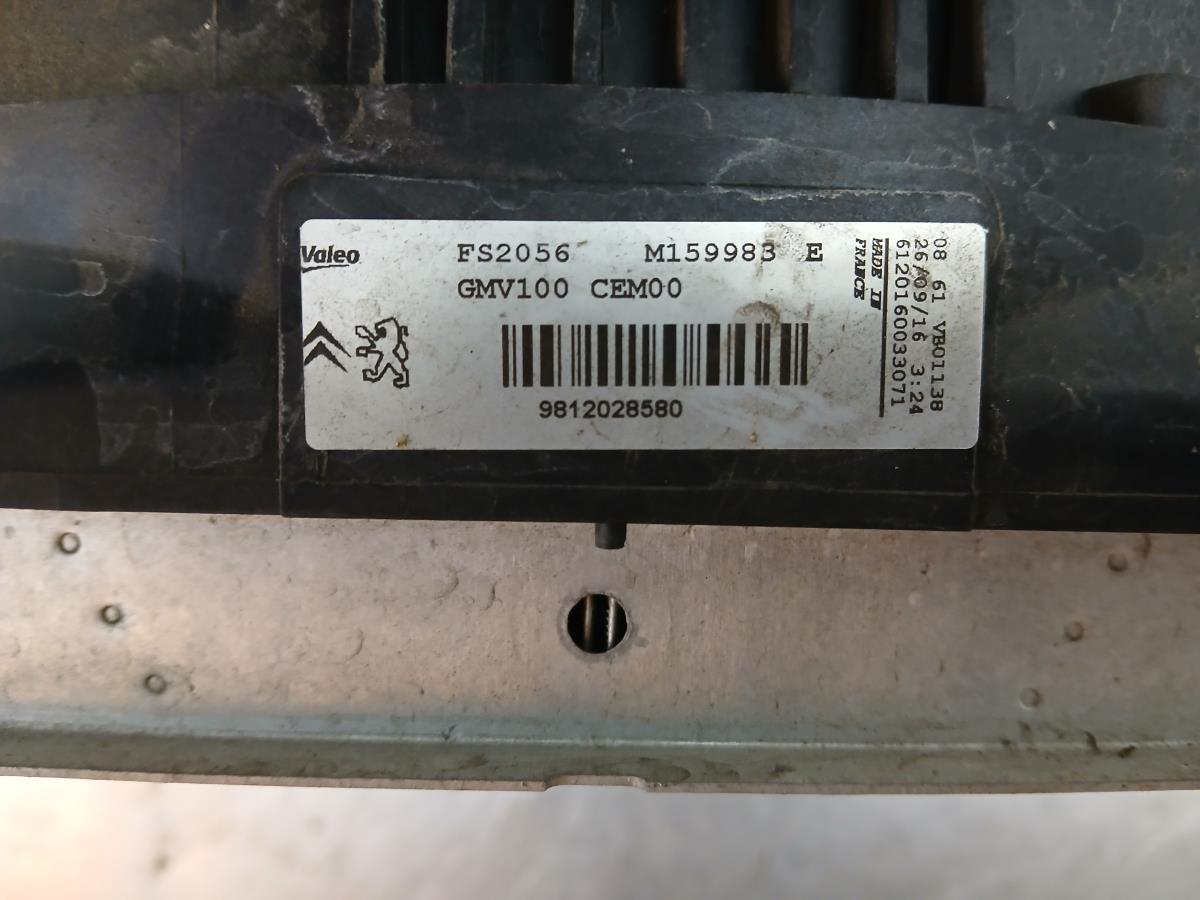 Valeo
FS2056 M159983 E
GMV100 CEM00
9812028580
MADE IN
FRANCE
08 61 VB01138
26/09/16 3:24
6120160033071